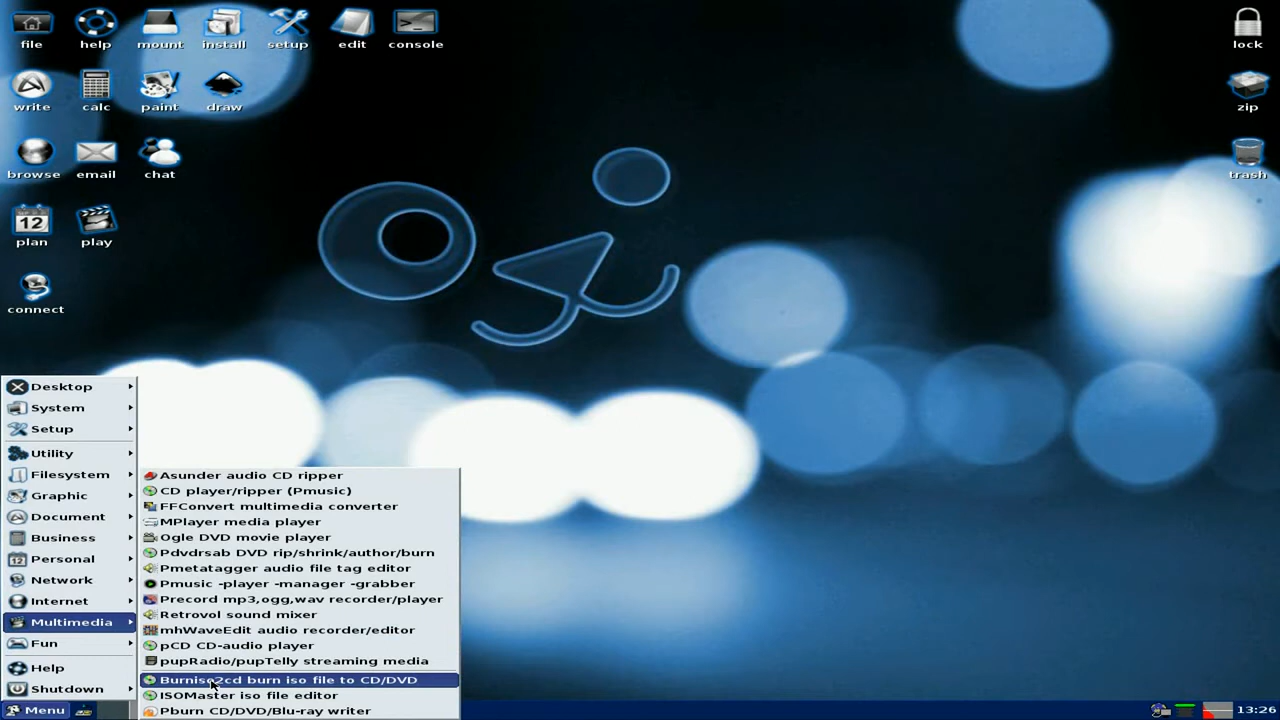 file help mount install setup edit console lock
write calc paint draw zip
browse email chat trash
12
plan play
connect
Desktop
System
Setup
Utility
Filesystem
Graphic
Document
Business
12 Personal
Network
Internet
Multimedia
Fun
Help
Shutdown
Asunder audio CD ripper
CD player/ripper (Pmusic)
FFConvert multimedia converter
MPlayer media player
Ogle DVD movie player
Pdvdrsab DVD rip/shrink/author/burn
Pmetatagger audio file tag editor
Pmusic -player -manager -grabber
Precord mp3,ogg,wav recorder/player
Retrovol sound mixer
mhWaveEdit audio recorder/editor
pCD CD-audio player
pupRadio/pupTelly streaming media
Burniso2cd burn iso file to CD/DVD
ISOMaster iso file editor
Pburn CD/DVD/Blu-ray writer
Menu 13:26